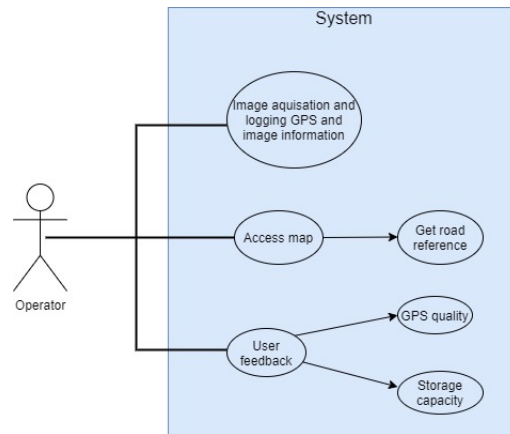 System
Image aquisation and
logging GPS and
image information
Access map
Get road
reference
Operator
GPS quality
User
feedback
Storage
capacity